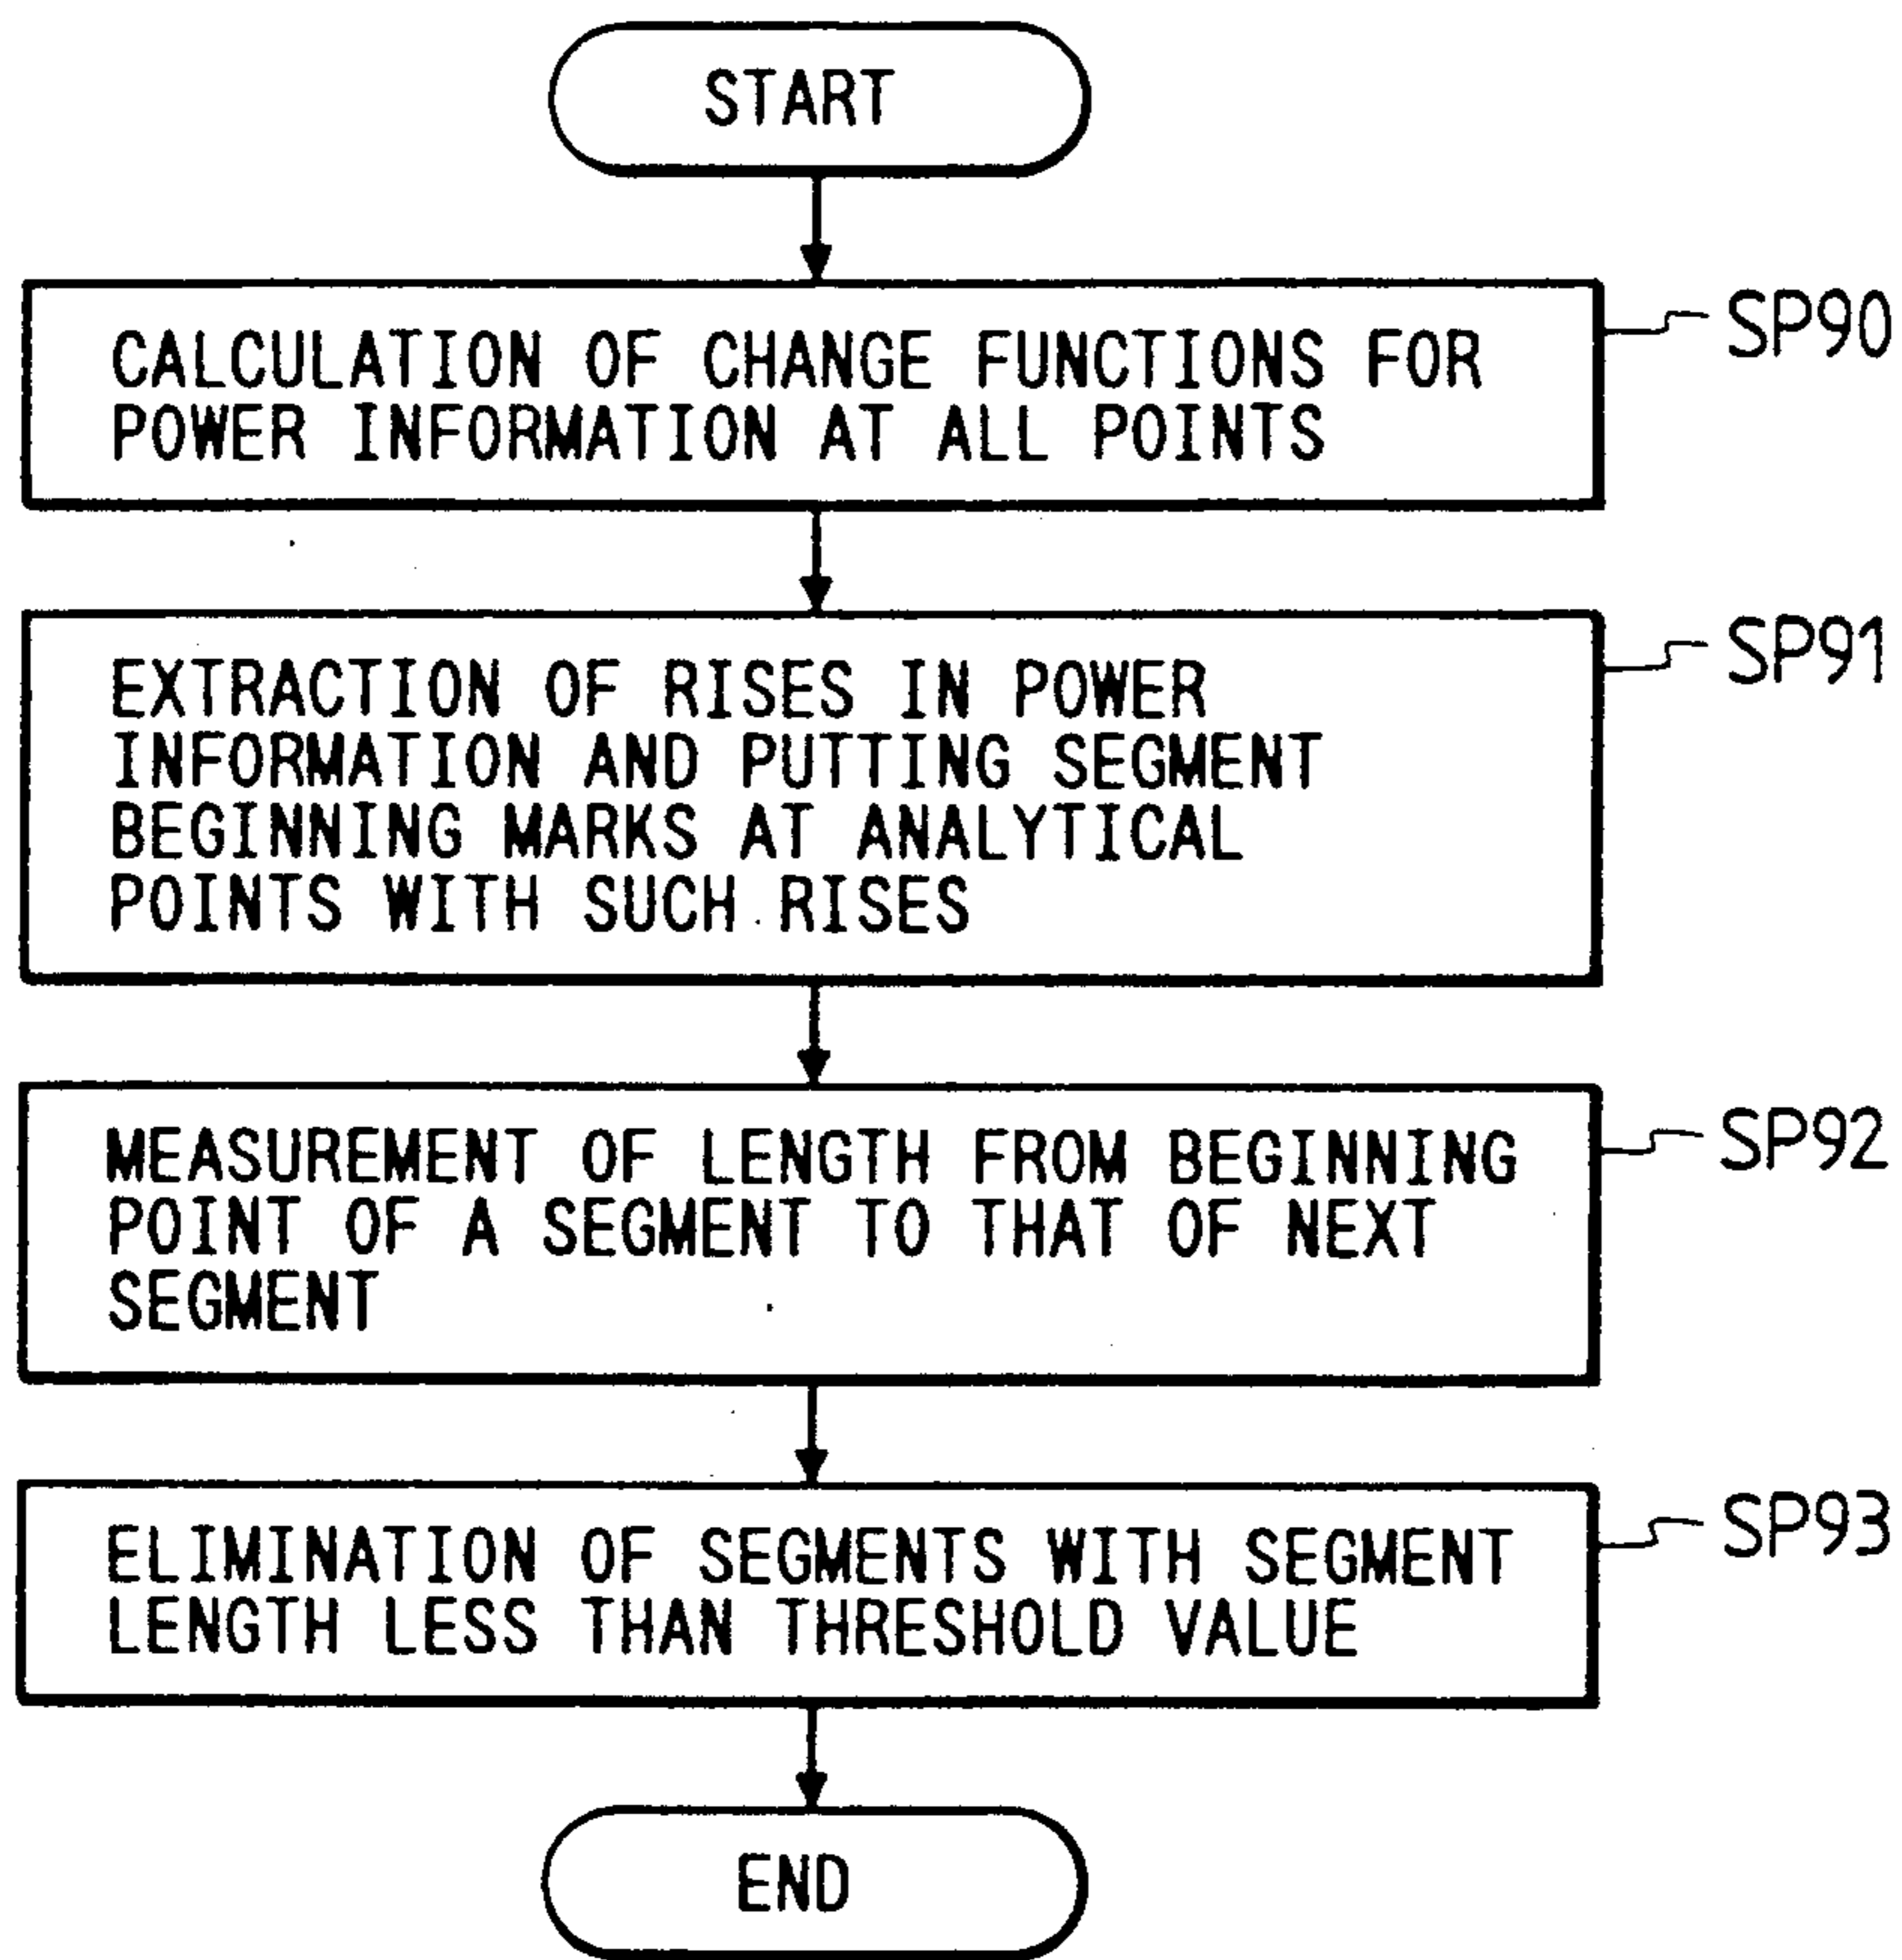 START
CALCULATION OF CHANGE FUNCTIONS FOR
POWER INFORMATION AT ALL POINTS
SP90
EXTRACTION OF RISES IN POWER
INFORMATION AND PUTTING SEGMENT
BEGINNING MARKS AT ANALYTICAL
POINTS WITH SUCH RISES
SP91
MEASUREMENT OF LENGTH FROM BEGINNING
POINT OF A SEGMENT TO THAT OF NEXT
SEGMENT
SP92
ELIMINATION OF SEGMENTS WITH SEGMENT
LENGTH LESS THAN THRESHOLD VALUE
SP93
END